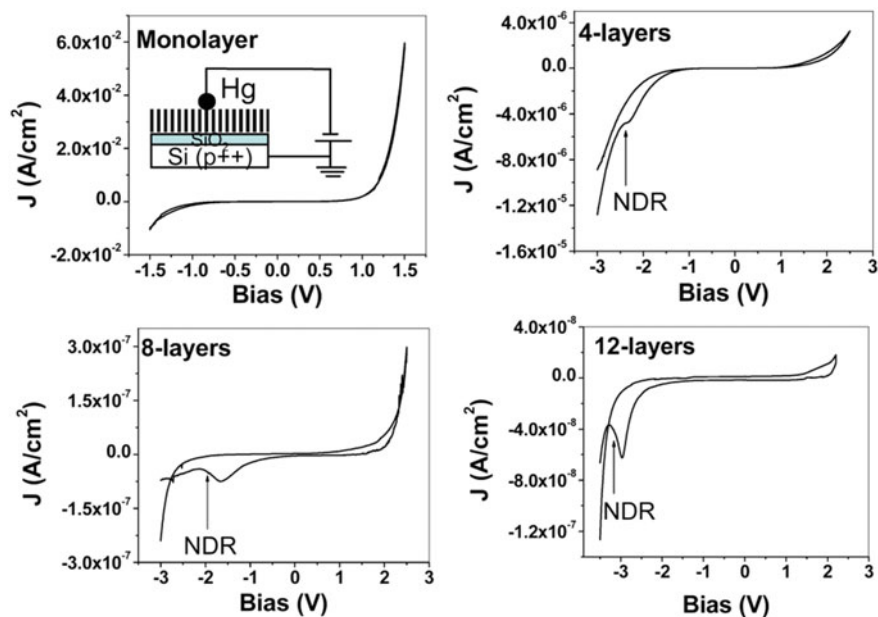 Monolayer
Hg
SiO₂
Si (p++)
J (A/cm²)
6.0x10⁻²
4.0x10⁻²
2.0x10⁻²
0.0
-2.0x10⁻²
-1.5 -1.0 -0.5 0.0 0.5 1.0 1.5
Bias (V)
4-layers
NDR
J (A/cm²)
4.0x10⁻⁶
0.0
-4.0x10⁻⁶
-8.0x10⁻⁶
-1.2x10⁻⁵
-1.6x10⁻⁵
-3 -2 -1 0 1 2 3
Bias (V)
8-layers
NDR
J (A/cm²)
3.0x10⁻⁷
1.5x10⁻⁷
0.0
-1.5x10⁻⁷
-3.0x10⁻⁷
-3 -2 -1 0 1 2 3
Bias (V)
12-layers
NDR
J (A/cm²)
4.0x10⁻⁸
0.0
-4.0x10⁻⁸
-8.0x10⁻⁸
-1.2x10⁻⁷
-3 -2 -1 0 1 2
Bias (V)